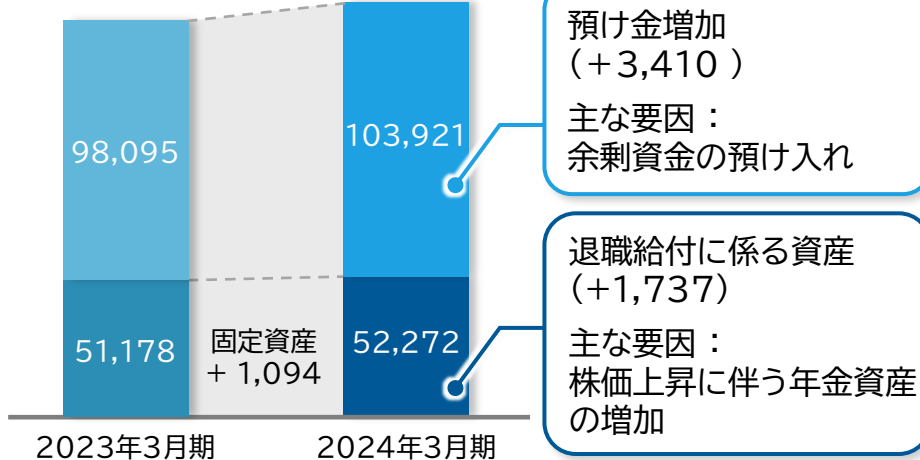 98,095
51,178
固定資産
+ 1,094
103,921
52,272
2023年3月期
2024年3月期
預け金増加
(+3,410 )
主な要因：
余剰資金の預け入れ
退職給付に係る資産
(+1,737)
主な要因：
株価上昇に伴う年金資産
の増加